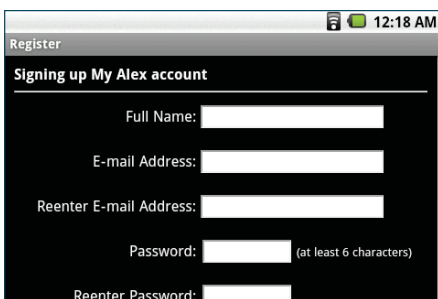 12:18 AM
Register
Signing up My Alex account
Full Name:
E-mail Address:
Reenter E-mail Address:
Password: (at least 6 characters)
Reenter Password: